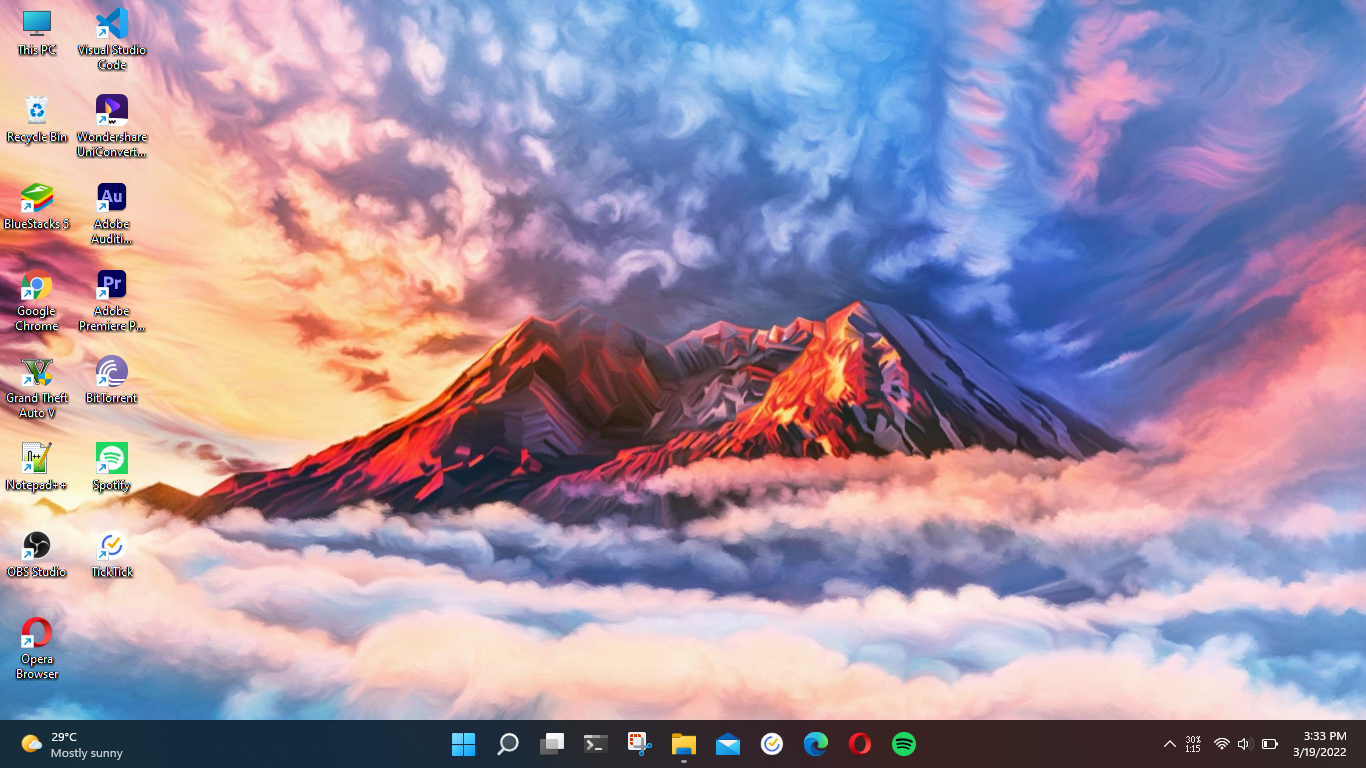 This PC
Visual Studio
Code
Recycle Bin
Wondershare
UniConvert...
BlueStacks 5
Au
Adobe
Auditi...
Google
Chrome
Pr
Adobe
Premiere P...
Grand Theft
Auto V
BitTorrent
Notepad++
Spotify
OBS Studio
TickTick
Opera
Browser
29°C
Mostly sunny
30%
1:15
3:33 PM
3/19/2022